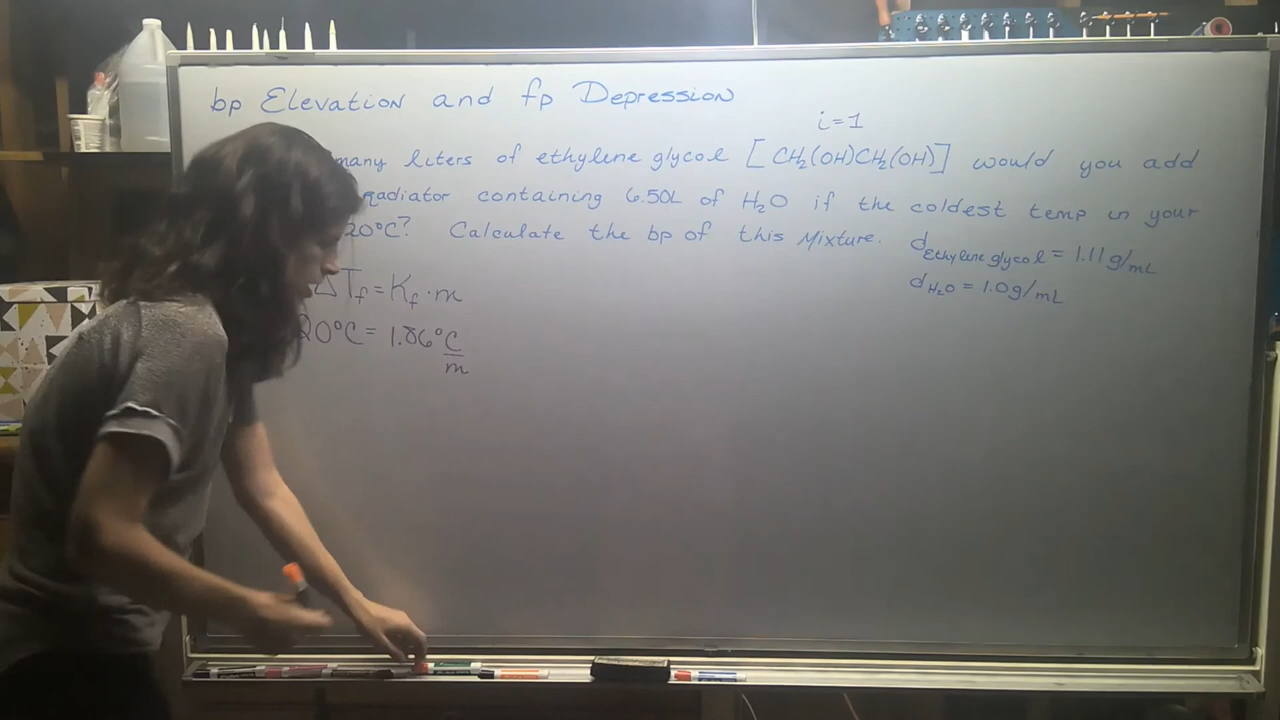 bp Elevation and fp Depression
i=1
many liters of ethylene glycol [CH₂(OH)CH₂(OH)] would you add
radiator containing 6.50L of H₂O if the coldest temp in your
20°C? Calculate the bp of this Mixture.
d Ethylene glycol = 1.11g/mL
d H₂O = 1.0g/mL
ΔTf = Kf · m
20°C = 1.86°C/m